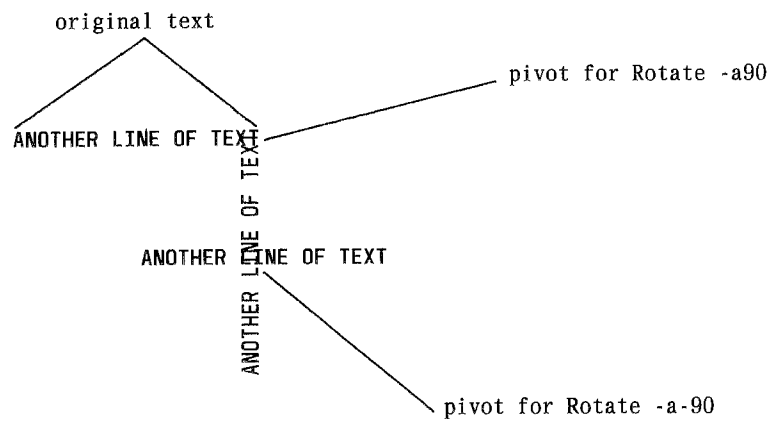 original text
pivot for Rotate -a90
ANOTHER LINE OF TEXT
ANOTHER LINE OF TEXT
ANOTHER LINE OF TEXT
pivot for Rotate -a-90